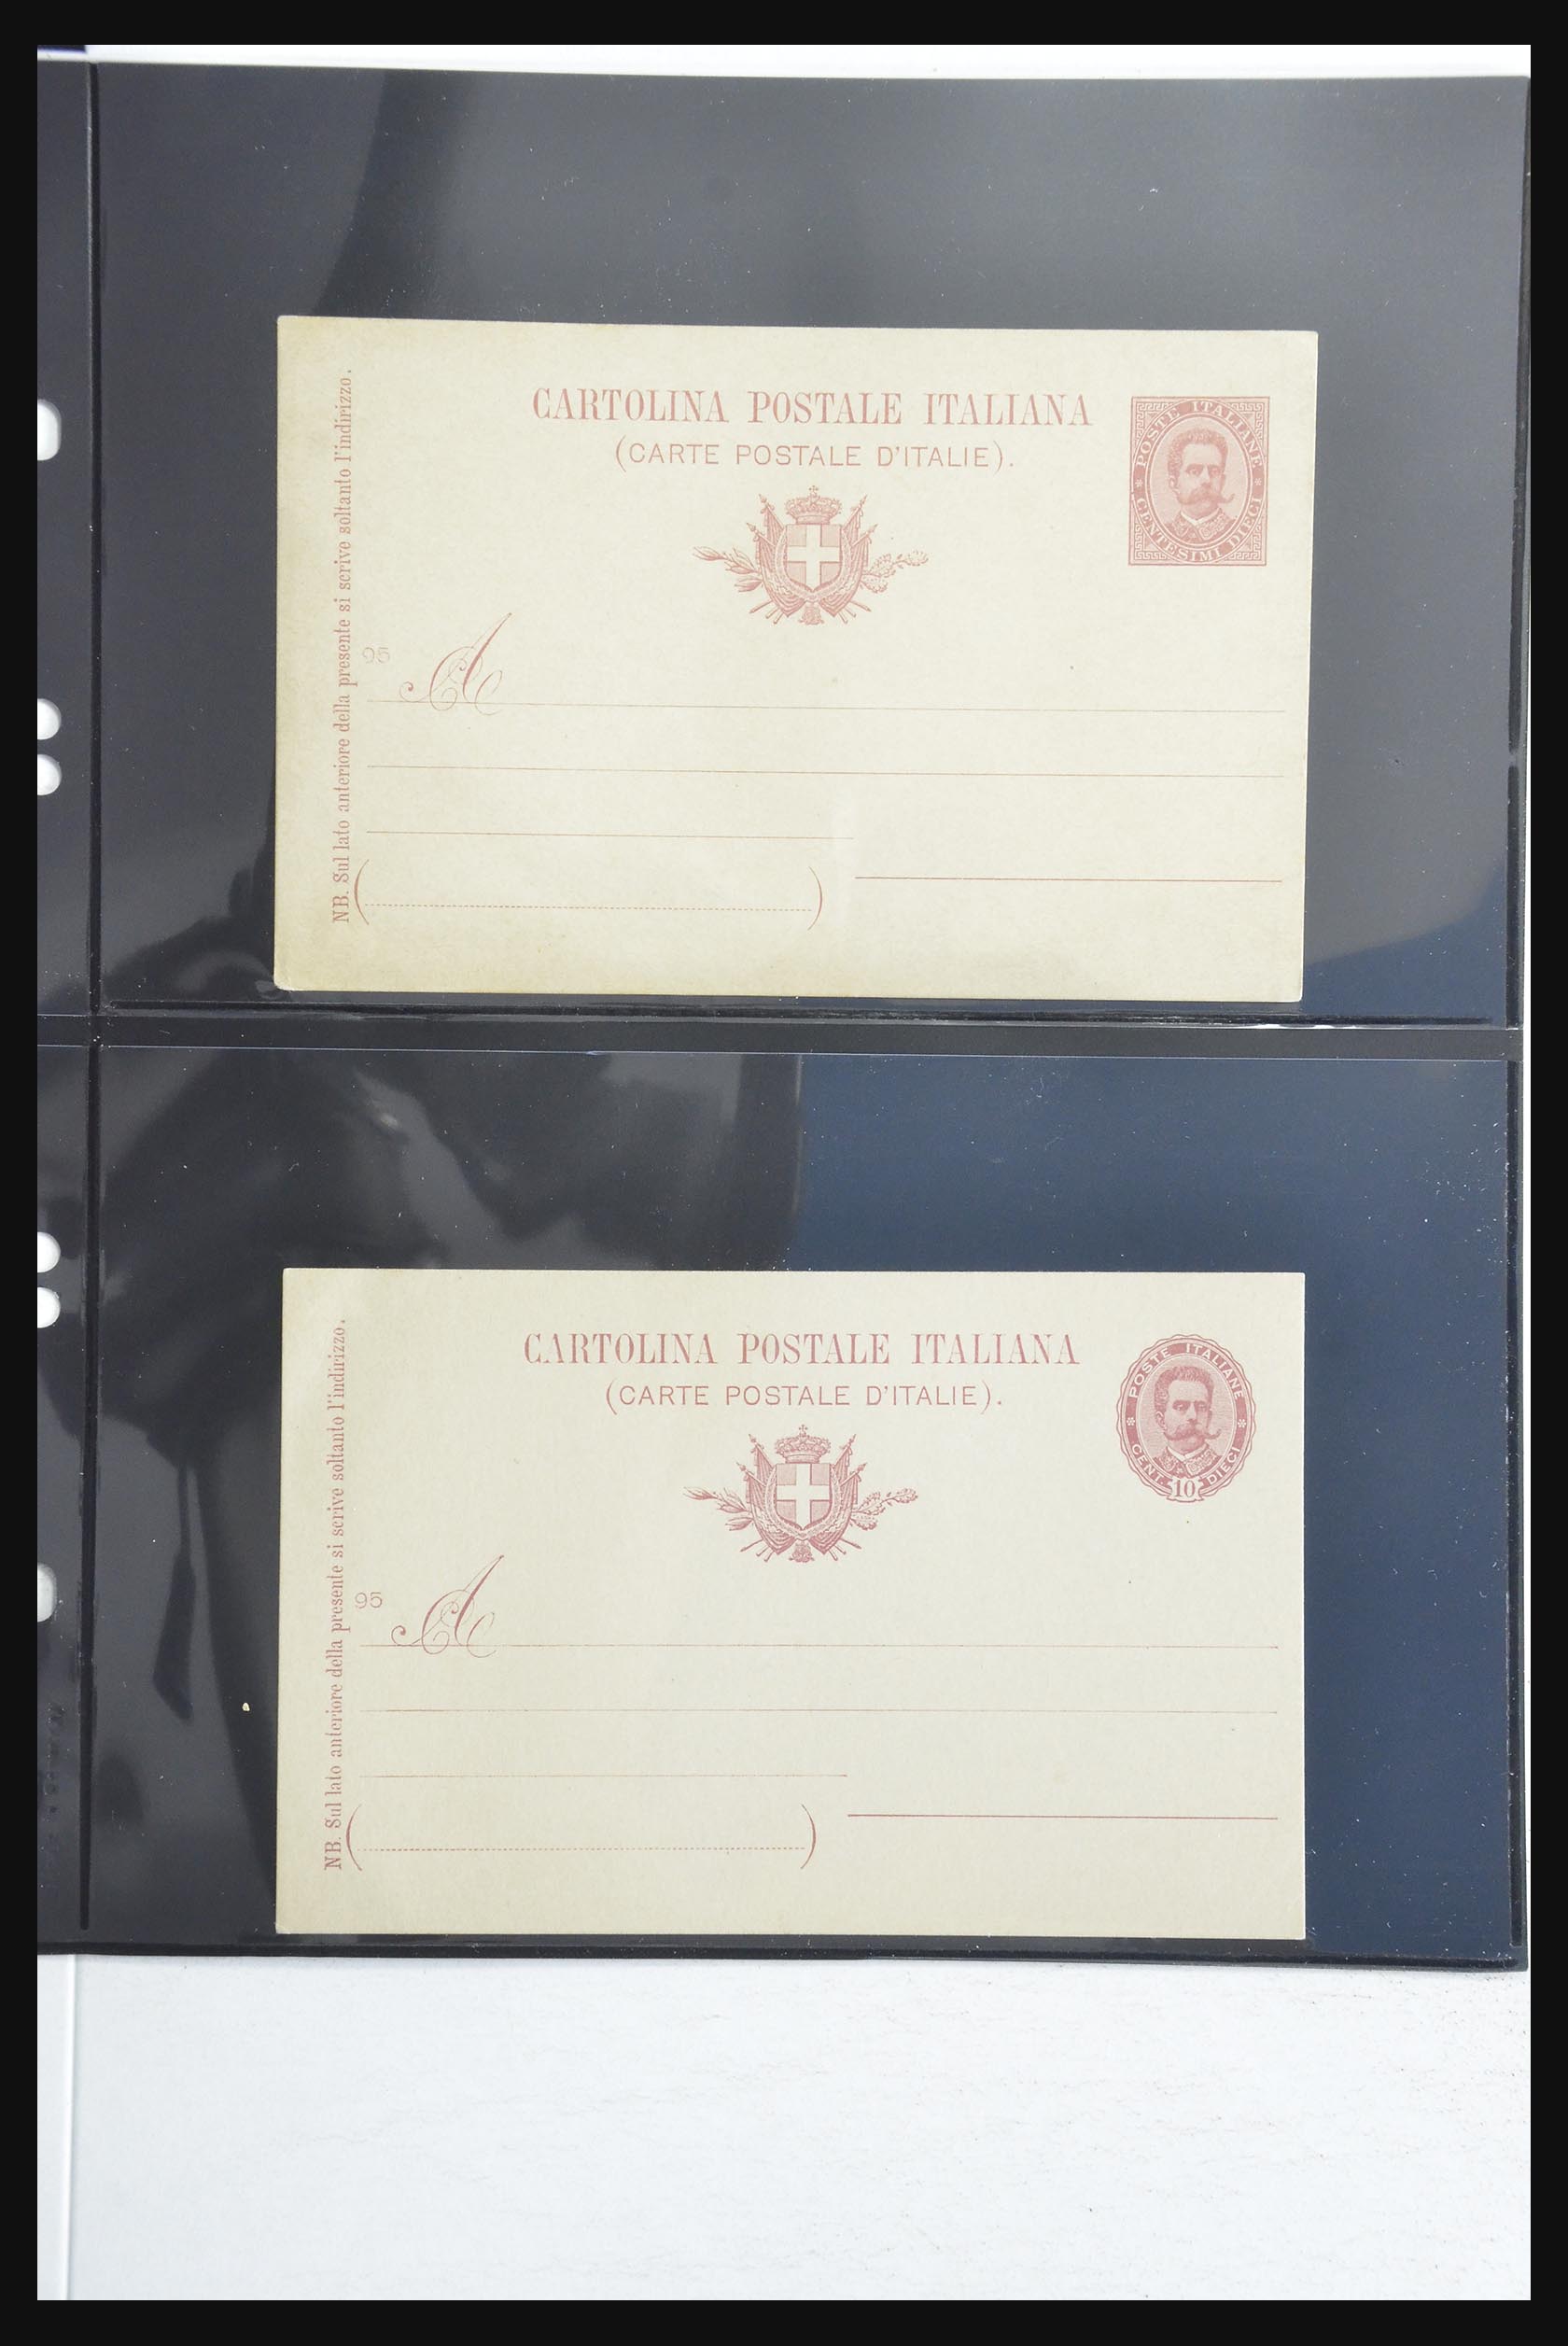 CARTOLINA POSTALE ITALIANA
(CARTE POSTALE D'ITALIE).
* POSTE ITALIANE *
CENTESIMI DIECI
95
A
NB. Sul lato anteriore della presente si scrive soltanto l'indirizzo.
CARTOLINA POSTALE ITALIANA
(CARTE POSTALE D'ITALIE).
* POSTE ITALIANE *
CENT. 10 DIECI
95
A
NB. Sul lato anteriore della presente si scrive soltanto l'indirizzo.